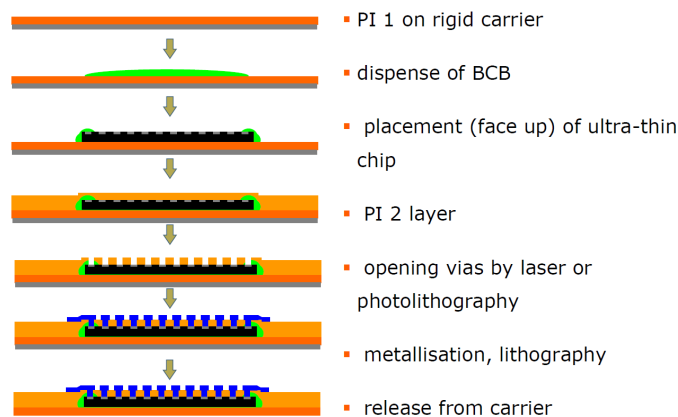 PI 1 on rigid carrier
dispense of BCB
placement (face up) of ultra-thin
chip
PI 2 layer
opening vias by laser or
photolithography
metallisation, lithography
release from carrier